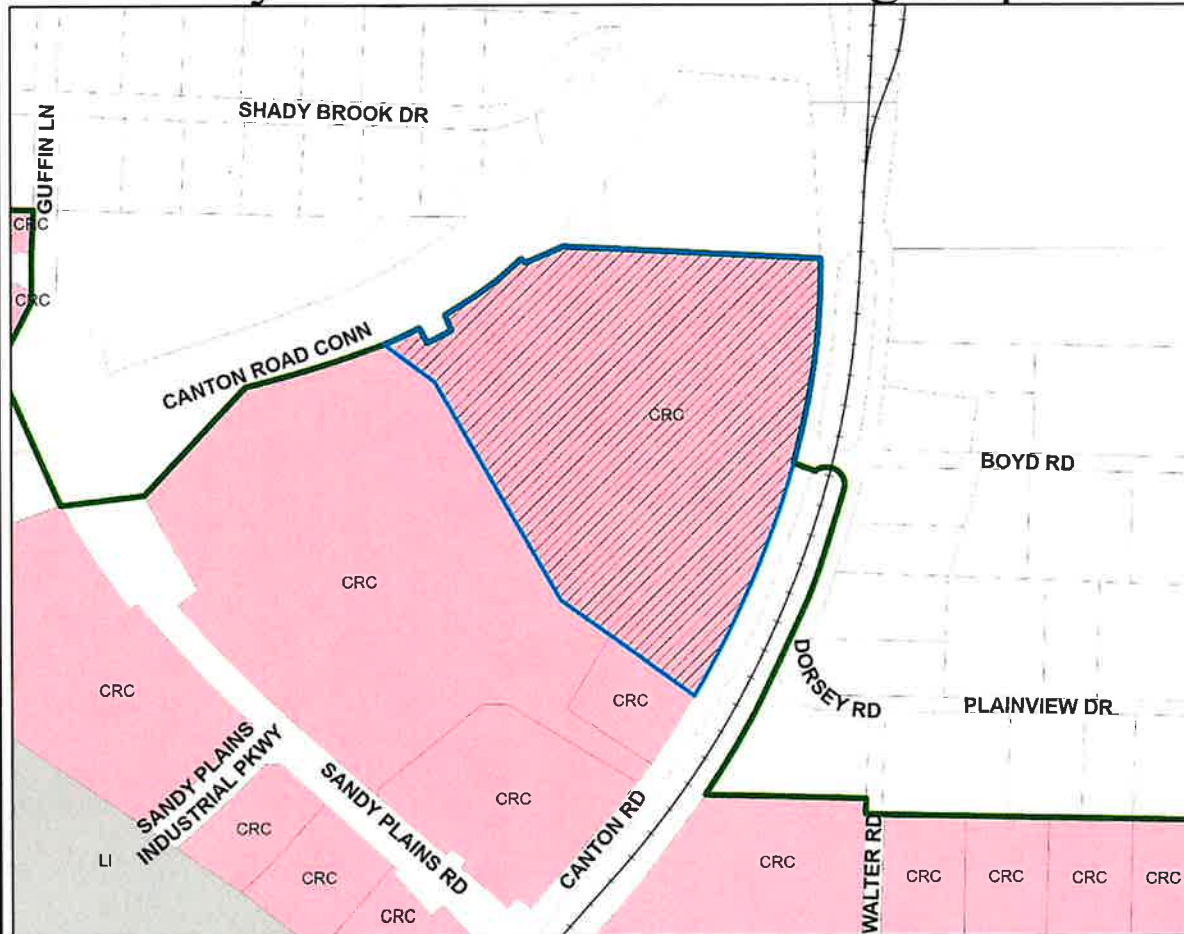 SHADY BROOK DR
GUFFIN LN
CRC
CRC
CANTON ROAD CONN
CRC
BOYD RD
CRC
CRC
CRC
DORSEY RD
PLAINVIEW DR
SANDY PLAINS
INDUSTRIAL PKWY
SANDY PLAINS RD
CRC
CANTON RD
CRC
LI
CRC
CRC
CRC
WALTER RD
CRC
CRC
CRC
CRC